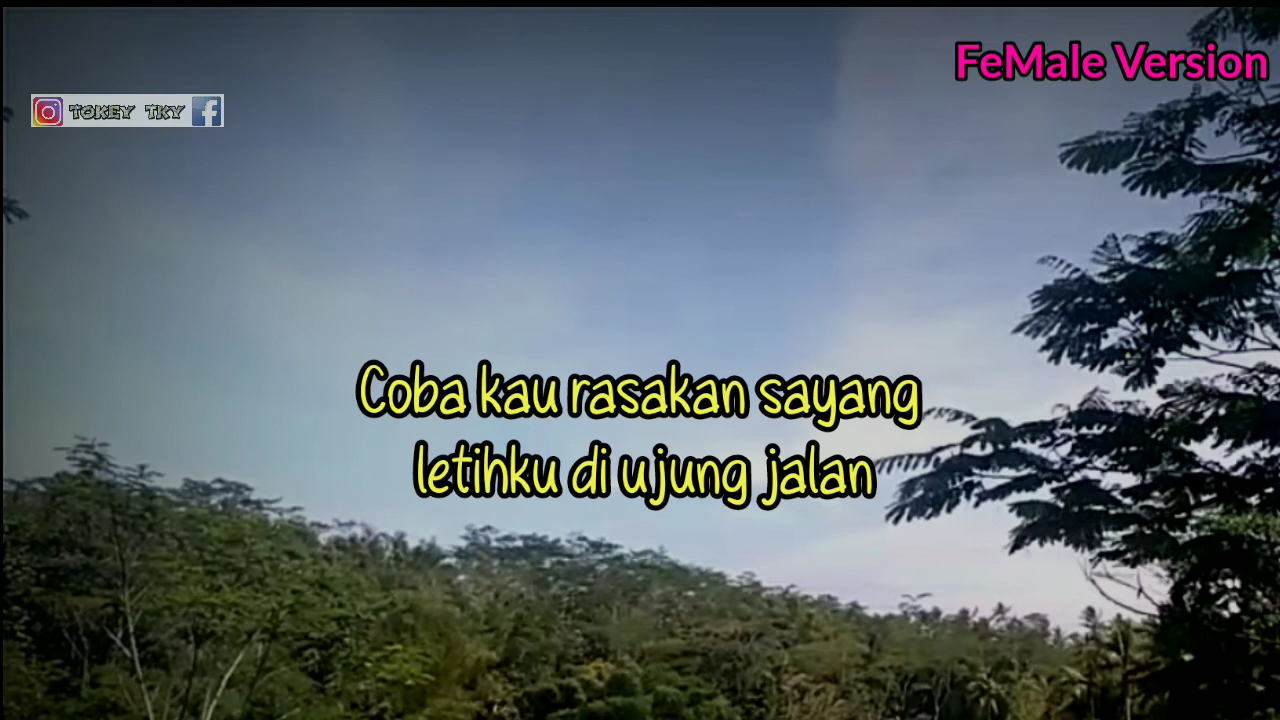 FeMale Version
TOKEY TKY
Coba kau rasakan sayang
letihku di ujung jalan